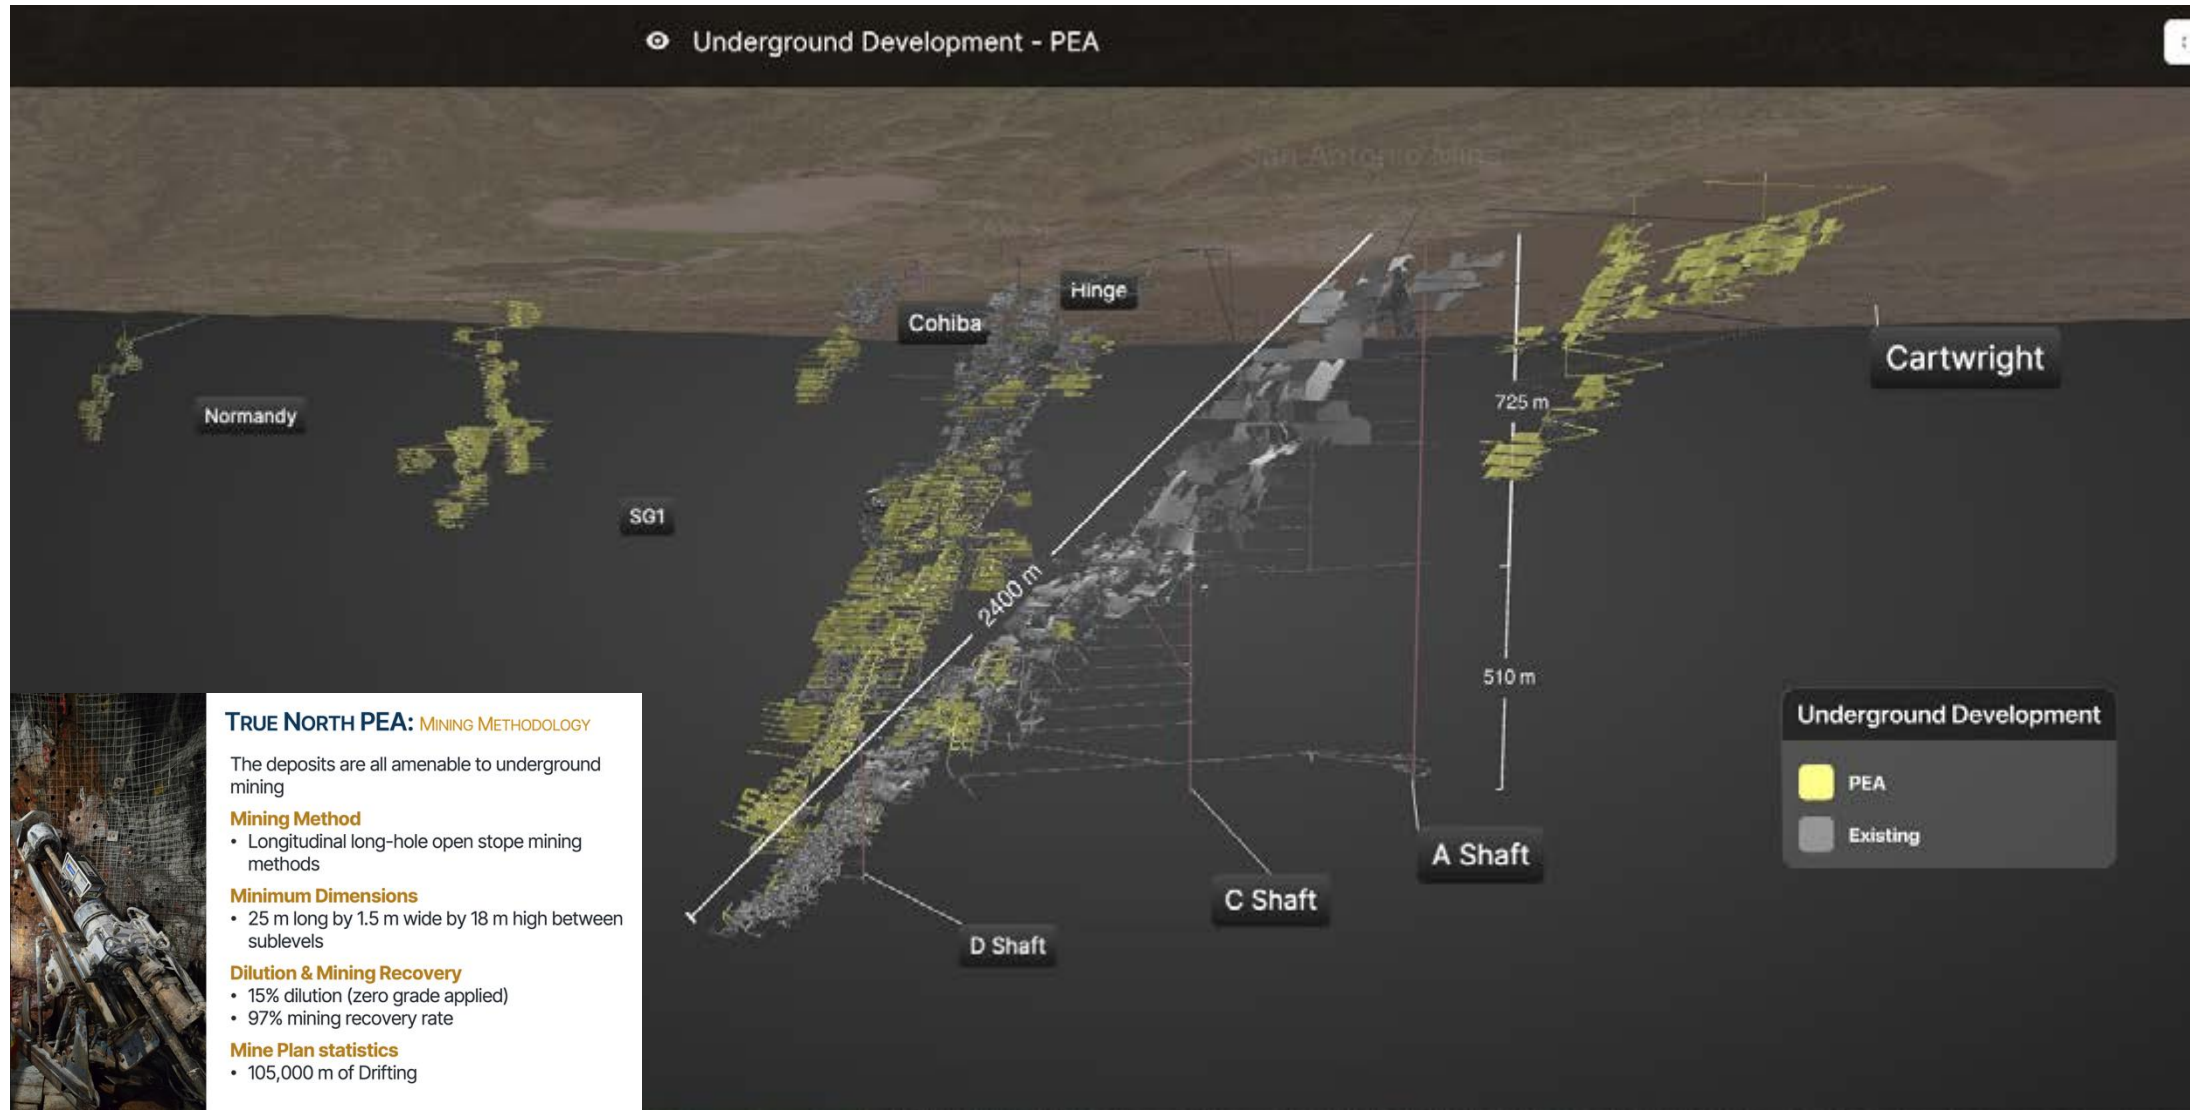 Underground Development - PEA
San Antonio Mine
Hinge
Cohiba
Cartwright
725 m
Normandy
SG1
2400 m
510 m
Underground Development
PEA
Existing
A Shaft
C Shaft
D Shaft
TRUE NORTH PEA: MINING METHODOLOGY
The deposits are all amenable to underground
mining
Mining Method
• Longitudinal long-hole open stope mining
methods
Minimum Dimensions
• 25 m long by 1.5 m wide by 18 m high between
sublevels
Dilution & Mining Recovery
• 15% dilution (zero grade applied)
• 97% mining recovery rate
Mine Plan statistics
• 105,000 m of Drifting